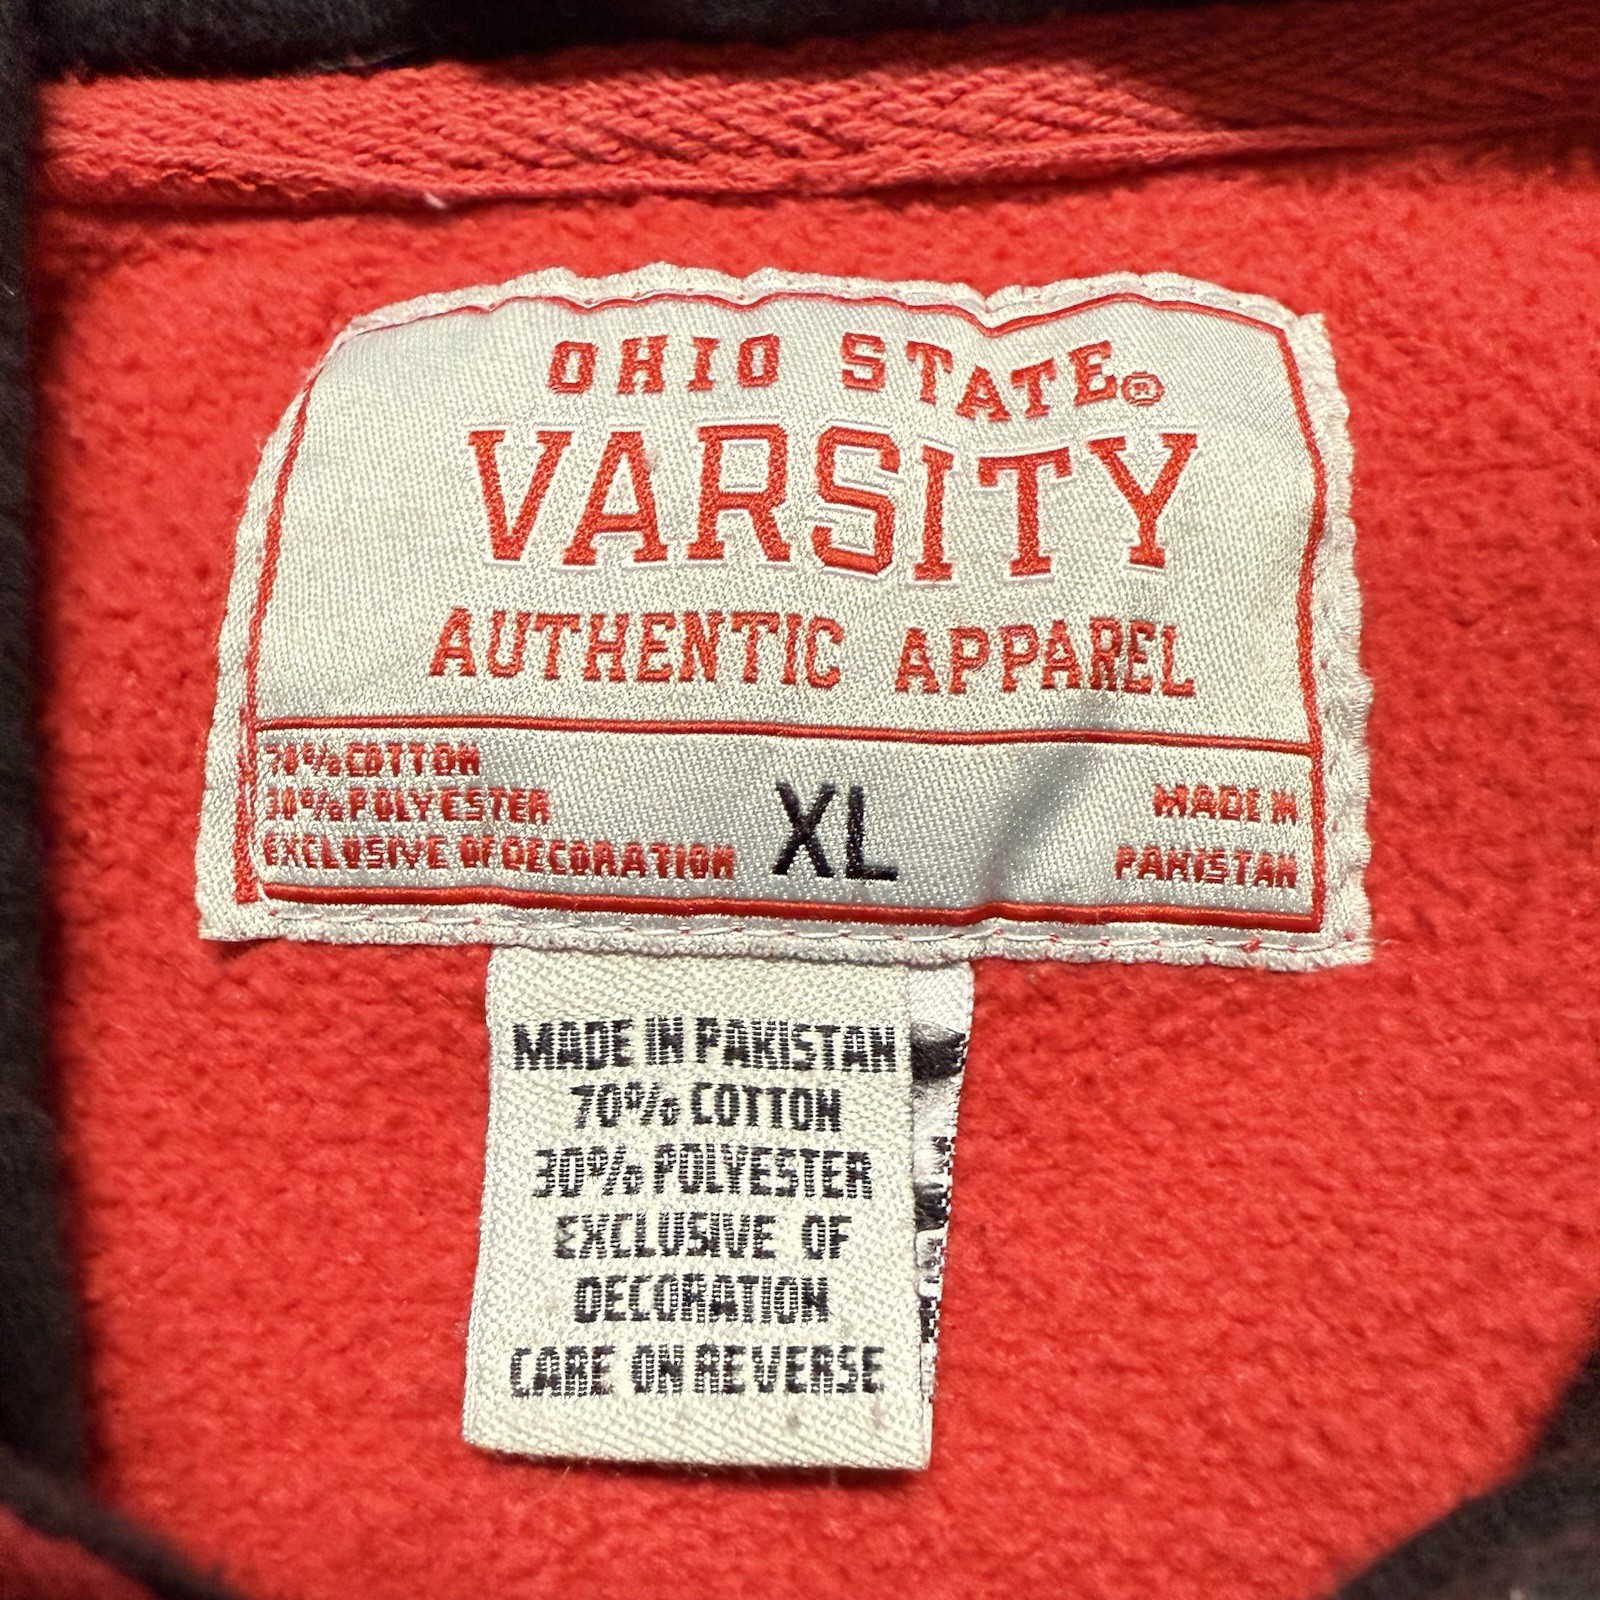 OHIO STATE®
VARSITY
AUTHENTIC APPAREL
70% COTTON
30% POLYESTER
EXCLUSIVE OF DECORATION
XL
MADE IN
PAKISTAN
MADE IN PAKISTAN
70% COTTON
30% POLYESTER
EXCLUSIVE OF
DECORATION
CARE ON REVERSE